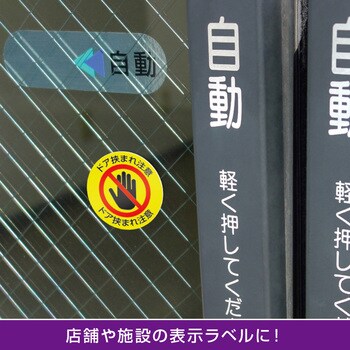 自動
自動
軽く押してくだ
自動
軽く押してくだ
ドア挟まれ注意
ドア挟まれ注意
店舗や施設の表示ラベルに!